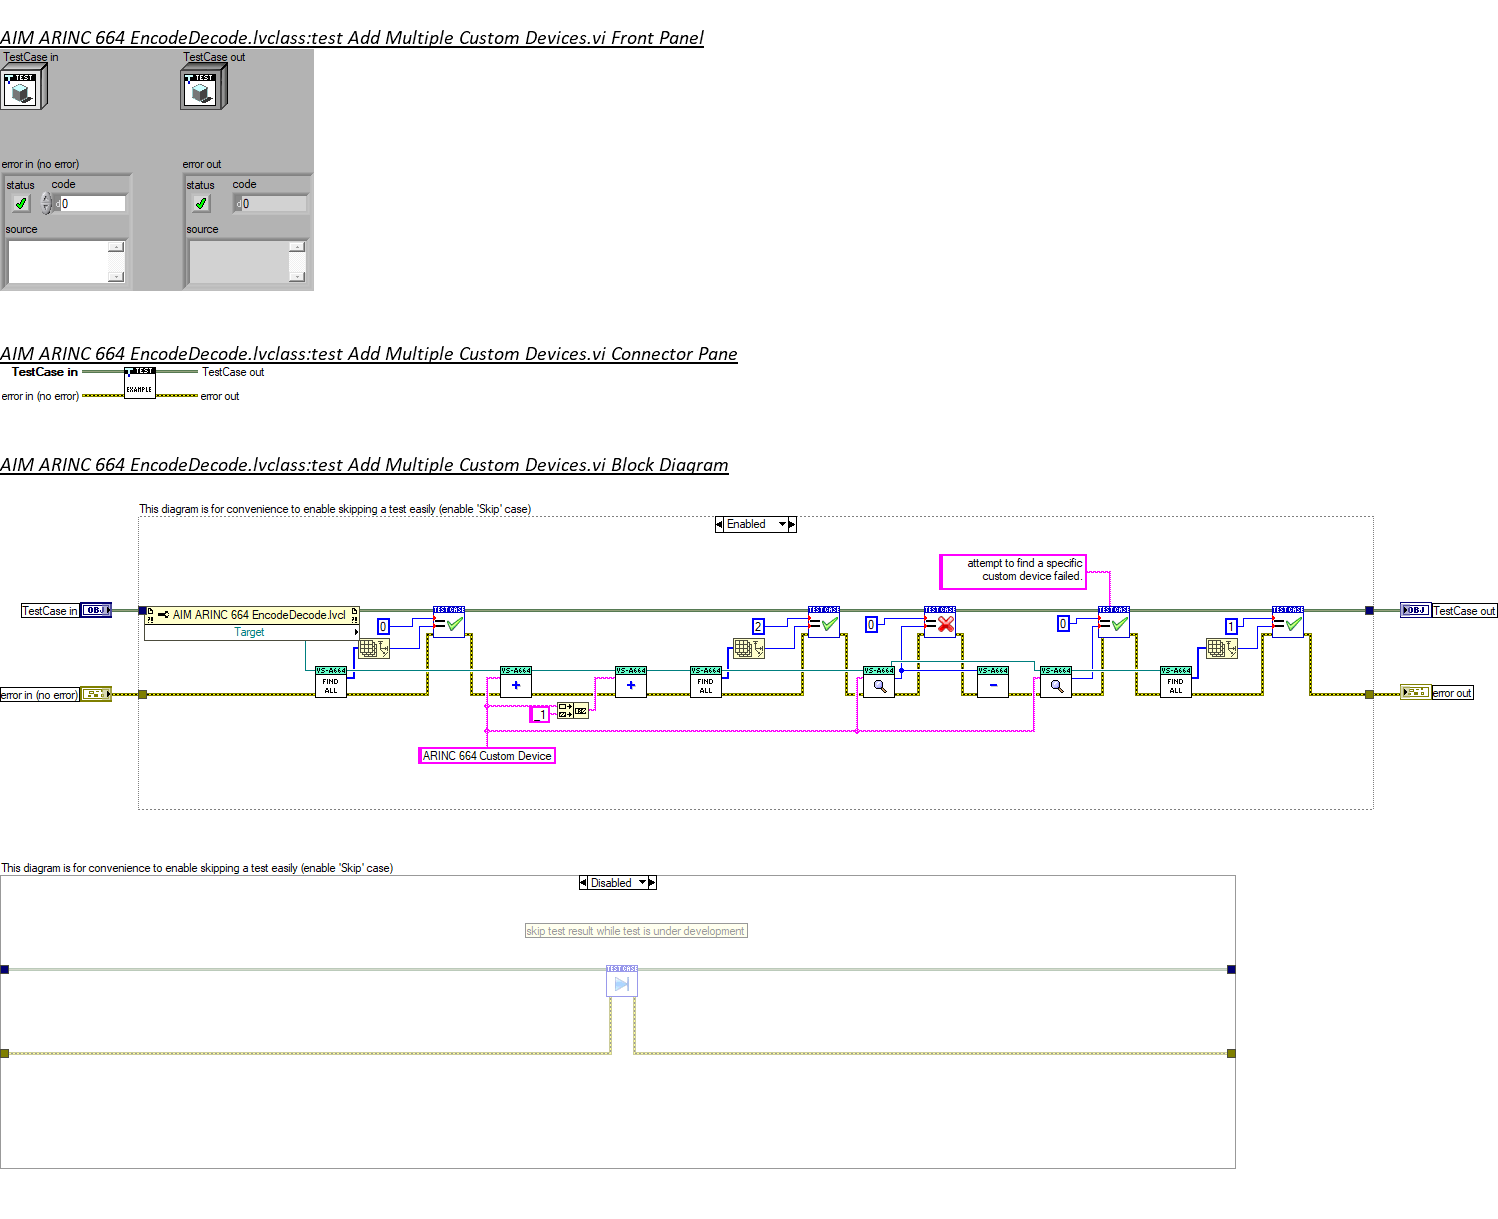 AIM ARINC 664 EncodeDecode.lvclass:test Add Multiple Custom Devices.vi Front Panel
TestCase in
TestCase out
TEST
TEST
error in (no error)
error out
status
code
status
code
d
0
d
0
source
source
AIM ARINC 664 EncodeDecode.lvclass:test Add Multiple Custom Devices.vi Connector Pane
TestCase in
TEST
EXAMPLE
TestCase out
error in (no error)
error out
AIM ARINC 664 EncodeDecode.lvclass:test Add Multiple Custom Devices.vi Block Diagram
This diagram is for convenience to enable skipping a test easily (enable 'Skip' case)
Enabled
attempt to find a specific
custom device failed.
TestCase in
OBJ
AIM ARINC 664 EncodeDecode.lvcl
Target
0
TEST CASE
2
TEST CASE
0
TEST CASE
0
TEST CASE
1
TEST CASE
OBJ
TestCase out
VS-A664
FIND
ALL
VS-A664
+
VS-A664
+
VS-A664
FIND
ALL
VS-A664
VS-A664
-
VS-A664
VS-A664
FIND
ALL
error in (no error)
error out
_1
ARINC 664 Custom Device
This diagram is for convenience to enable skipping a test easily (enable 'Skip' case)
Disabled
skip test result while test is under development
TEST CASE